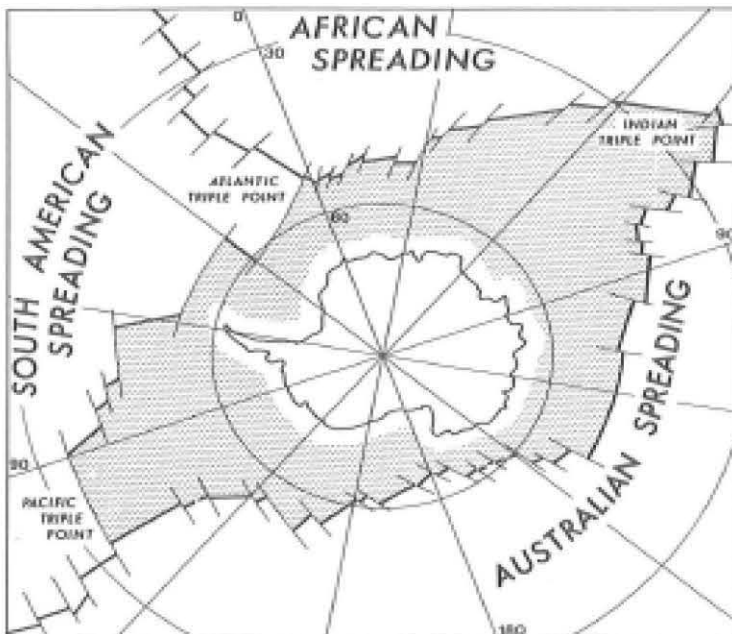 0
AFRICAN
SPREADING
30
INDIAN
TRIPLE POINT
ATLANTIC
TRIPLE POINT
60
90
SOUTH AMERICAN
SPREADING
AUSTRALIAN SPREADING
90
PACIFIC
TRIPLE
POINT
180